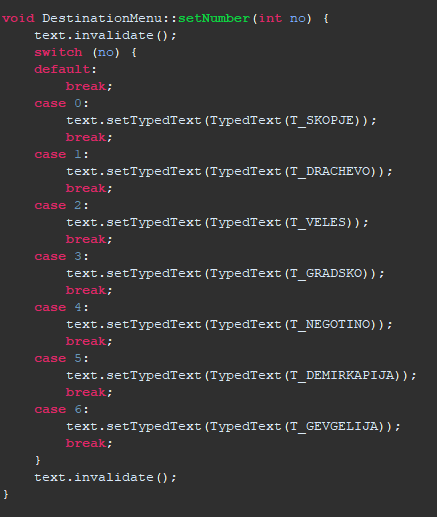 void DestinationMenu::setNumber(int no) {
    text.invalidate();
    switch (no) {
    default:
        break;
    case 0:
        text.setTypedText(TypedText(T_SKOPJE));
        break;
    case 1:
        text.setTypedText(TypedText(T_DRACHEVO));
        break;
    case 2:
        text.setTypedText(TypedText(T_VELES));
        break;
    case 3:
        text.setTypedText(TypedText(T_GRADSKO));
        break;
    case 4:
        text.setTypedText(TypedText(T_NEGOTINO));
        break;
    case 5:
        text.setTypedText(TypedText(T_DEMIRKAPIJA));
        break;
    case 6:
        text.setTypedText(TypedText(T_GEVGELIJA));
        break;
    }
    text.invalidate();
}